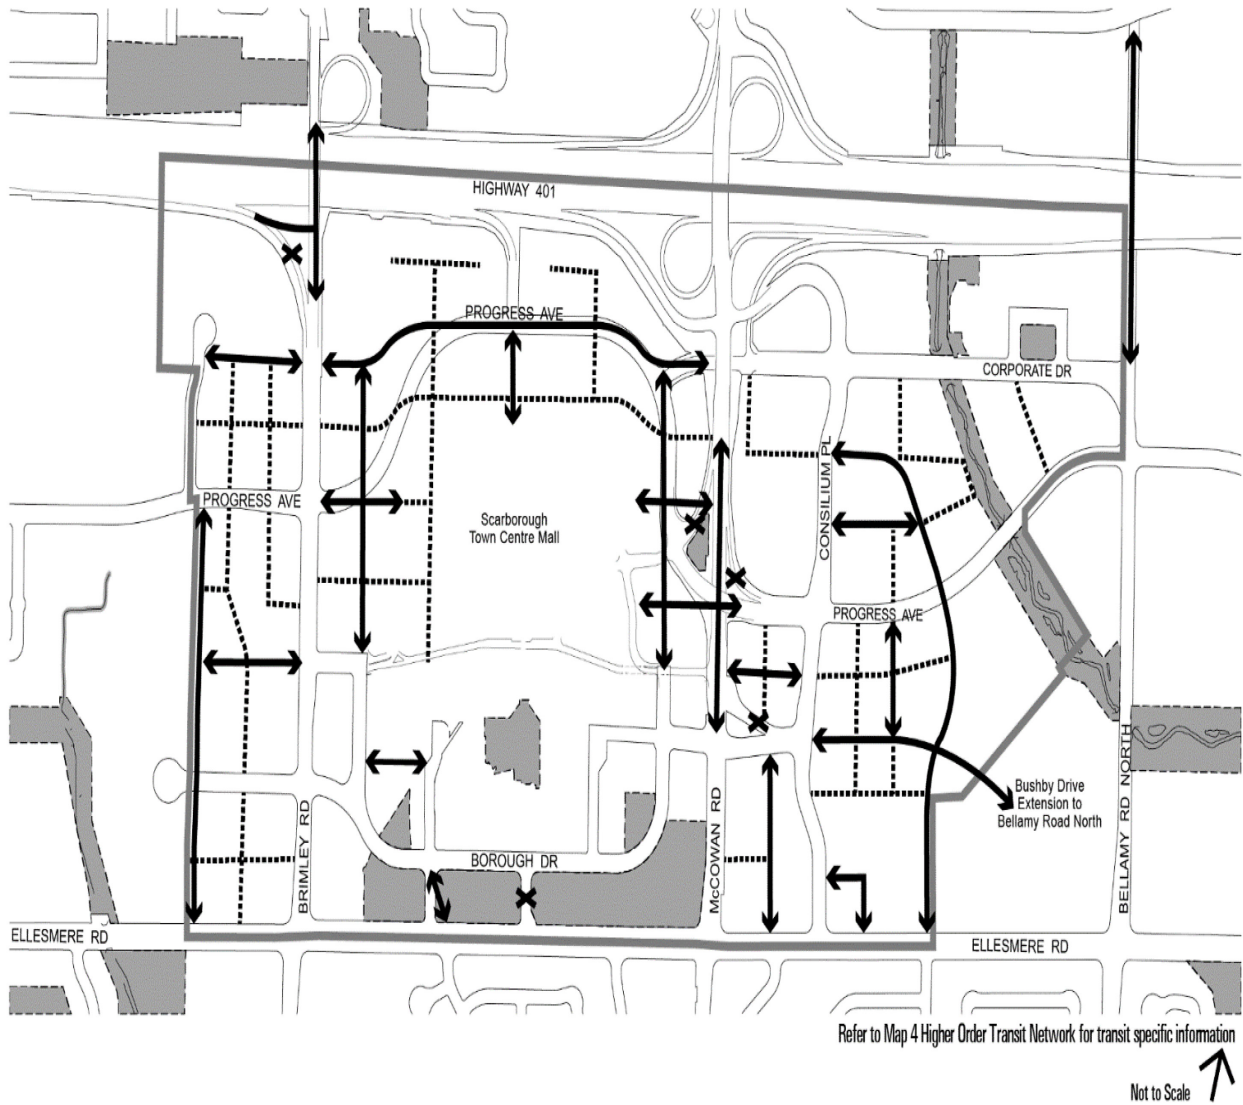 HIGHWAY 401
PROGRESS AVE
CORPORATE DR
CONSILIUM PL
PROGRESS AVE
Scarborough
Town Centre Mall
PROGRESS AVE
Bushby Drive
Extension to
Bellamy Road North
BRIMLEY RD
McCOWAN RD
BELLAMY RD NORTH
BOROUGH DR
ELLESMERE RD
ELLESMERE RD
Refer to Map 4 Higher Order Transit Network for transit specific information
Not to Scale